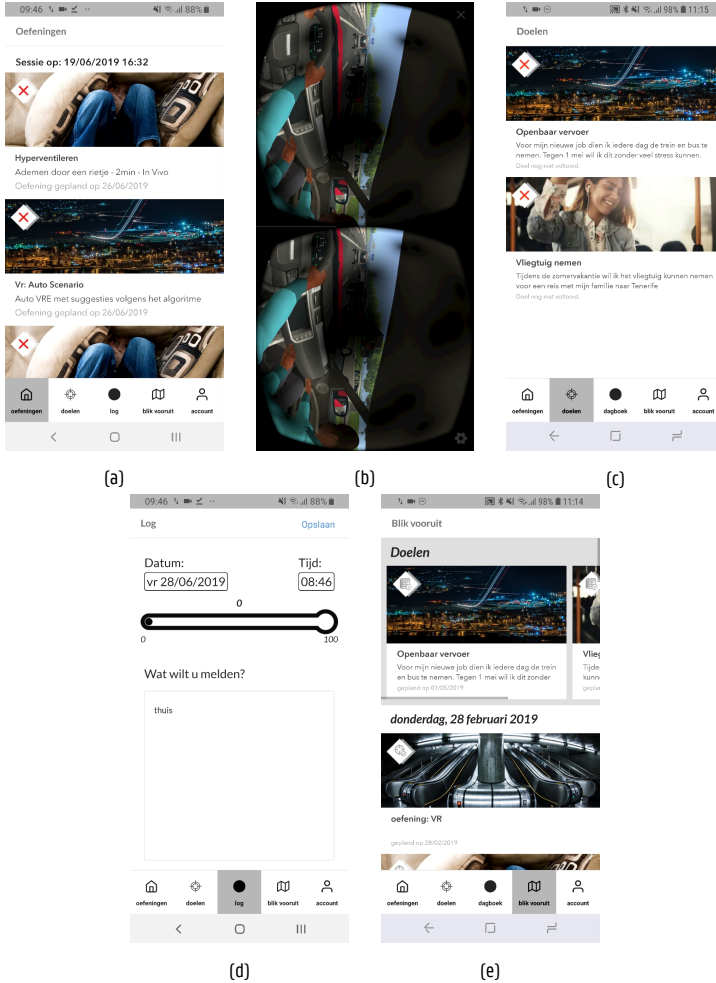 09:46 88%
Oefeningen
Sessie op: 19/06/2019 16:32
Hyperventileren
Ademen door een rietje - 2min - In Vivo
Oefening gepland op 26/06/2019
Vr: Auto Scenario
Auto VRE met suggesties volgens het algoritme
Oefening gepland op 26/06/2019
oefeningen doelen log blik vooruit account
(a)
(b)
98% 11:15
Doelen
Openbaar vervoer
Voor mijn nieuwe job dien ik iedere dag de trein en bus te
nemen. Tegen 1 mei wil ik dit zonder veel stress kunnen.
Doel nog niet voltooid.
Vliegtuig nemen
Tijdens de zomervakantie wil ik het vliegtuig kunnen nemen
voor een reis met mijn familie naar Tenerife
Doel nog niet voltooid.
oefeningen doelen dagboek blik vooruit account
(c)
09:46 88%
Log Opslaan
Datum: Tijd:
vr 28/06/2019 08:46
0
0 100
Wat wilt u melden?
thuis
oefeningen doelen log blik vooruit account
(d)
98% 11:14
Blik vooruit
Doelen
Openbaar vervoer
Voor mijn nieuwe job dien ik iedere dag de trein
en bus te nemen. Tegen 1 mei wil ik dit zonder
gepland op 01/05/2019
Vlieg
Tijde
kunn
gepla
donderdag, 28 februari 2019
oefening: VR
gepland op 28/02/2019
oefeningen doelen dagboek blik vooruit account
(e)